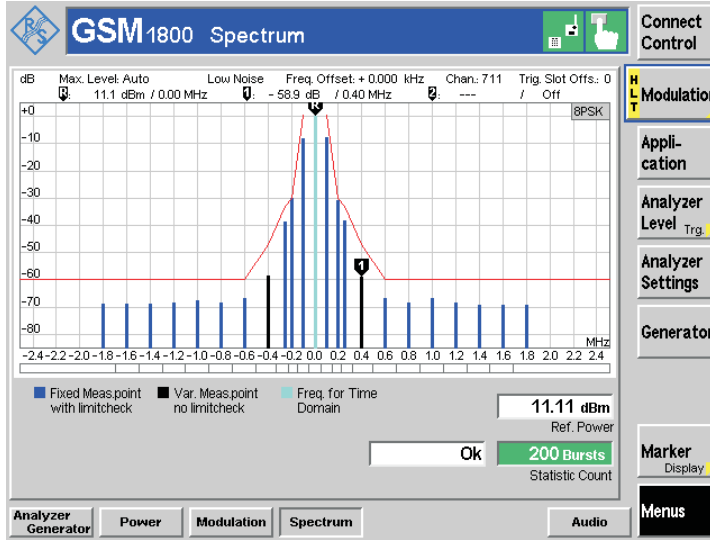 R S
GSM 1800 Spectrum
Connect Control
dB Max. Level: Auto Low Noise Freq. Offset: + 0.000 kHz Chan.: 711 Trig. Slot Offs.: 0
R: 11.1 dBm / 0.00 MHz 1: - 58.9 dB / 0.40 MHz 2: --- / Off
H L T Modulatio
+0
R
8PSK
-10
-20
-30
-40
-50
-60
-70
-80
1
MHz
-2.4 -2.2 -2.0 -1.8 -1.6 -1.4 -1.2 -1.0 -0.8 -0.6 -0.4 -0.2 0.0 0.2 0.4 0.6 0.8 1.0 1.2 1.4 1.6 1.8 2.0 2.2 2.4
Appli-
cation
Analyzer
Level Trg.
Analyzer
Settings
Generato
Fixed Meas.point
with limitcheck
Var. Meas.point
no limitcheck
Freq. for Time
Domain
11.11 dBm
Ref. Power
Ok
200 Bursts
Statistic Count
Marker
Display
Analyzer
Generator
Power
Modulation
Spectrum
Audio
Menus